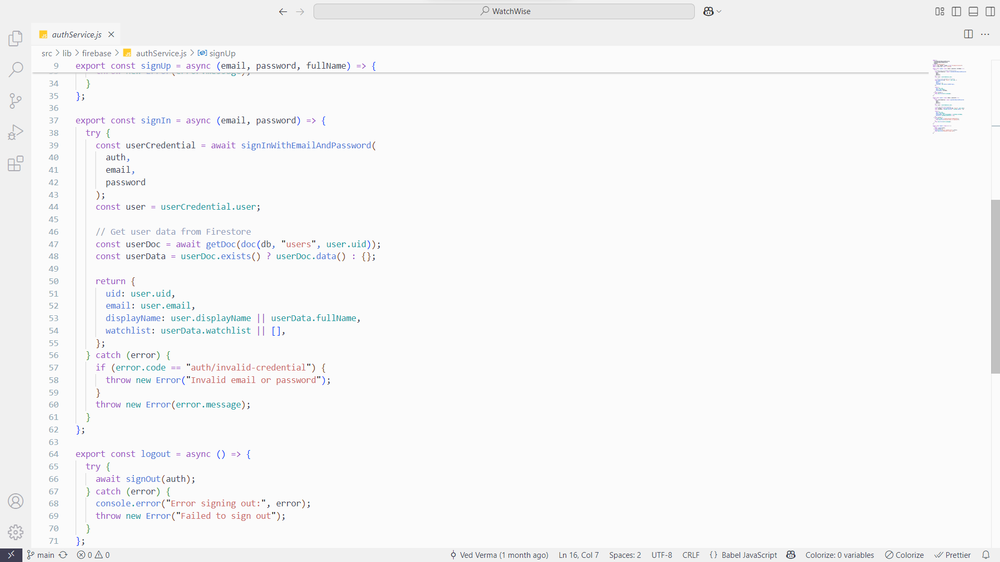 WatchWise
authService.js
src > lib > firebase > authService.js > signUp
9 export const signUp = async (email, password, fullName) => {
34 }
35 };
36
37 export const signIn = async (email, password) => {
38 try {
39 const userCredential = await signInWithEmailAndPassword(
40 auth,
41 email,
42 password
43 );
44 const user = userCredential.user;
45
46 // Get user data from Firestore
47 const userDoc = await getDoc(doc(db, "users", user.uid));
48 const userData = userDoc.exists() ? userDoc.data() : {};
49
50 return {
51 uid: user.uid,
52 email: user.email,
53 displayName: user.displayName || userData.fullName,
54 watchlist: userData.watchlist || [],
55 };
56 } catch (error) {
57 if (error.code == "auth/invalid-credential") {
58 throw new Error("Invalid email or password");
59 }
60 throw new Error(error.message);
61 }
62 };
63
64 export const logout = async () => {
65 try {
66 await signOut(auth);
67 } catch (error) {
68 console.error("Error signing out:", error);
69 throw new Error("Failed to sign out");
70 }
71 };
main 0 0 Ved Verma (1 month ago) Ln 16, Col 7 Spaces: 2 UTF-8 CRLF {} Babel JavaScript Colorize: 0 variables Colorize Prettier